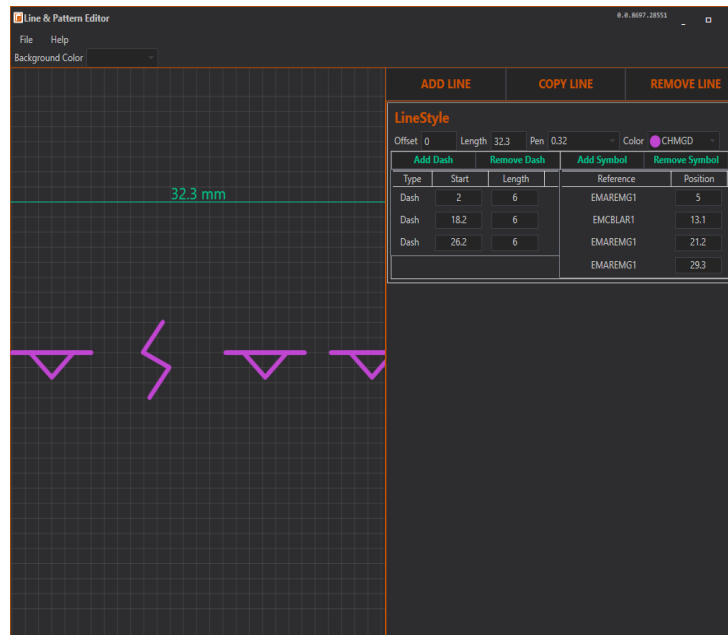 Line & Pattern Editor 0.0.8697.28551
File Help
Background Color
ADD LINE COPY LINE REMOVE LINE
LineStyle
Offset 0 Length 32.3 Pen 0.32 Color CHMGD
Add Dash Remove Dash Add Symbol Remove Symbol
Type Start Length Reference Position
Dash 2 6 EMAREMG1 5
Dash 18.2 6 EMCBLAR1 13.1
Dash 26.2 6 EMAREMG1 21.2
EMAREMG1 29.3
32.3 mm